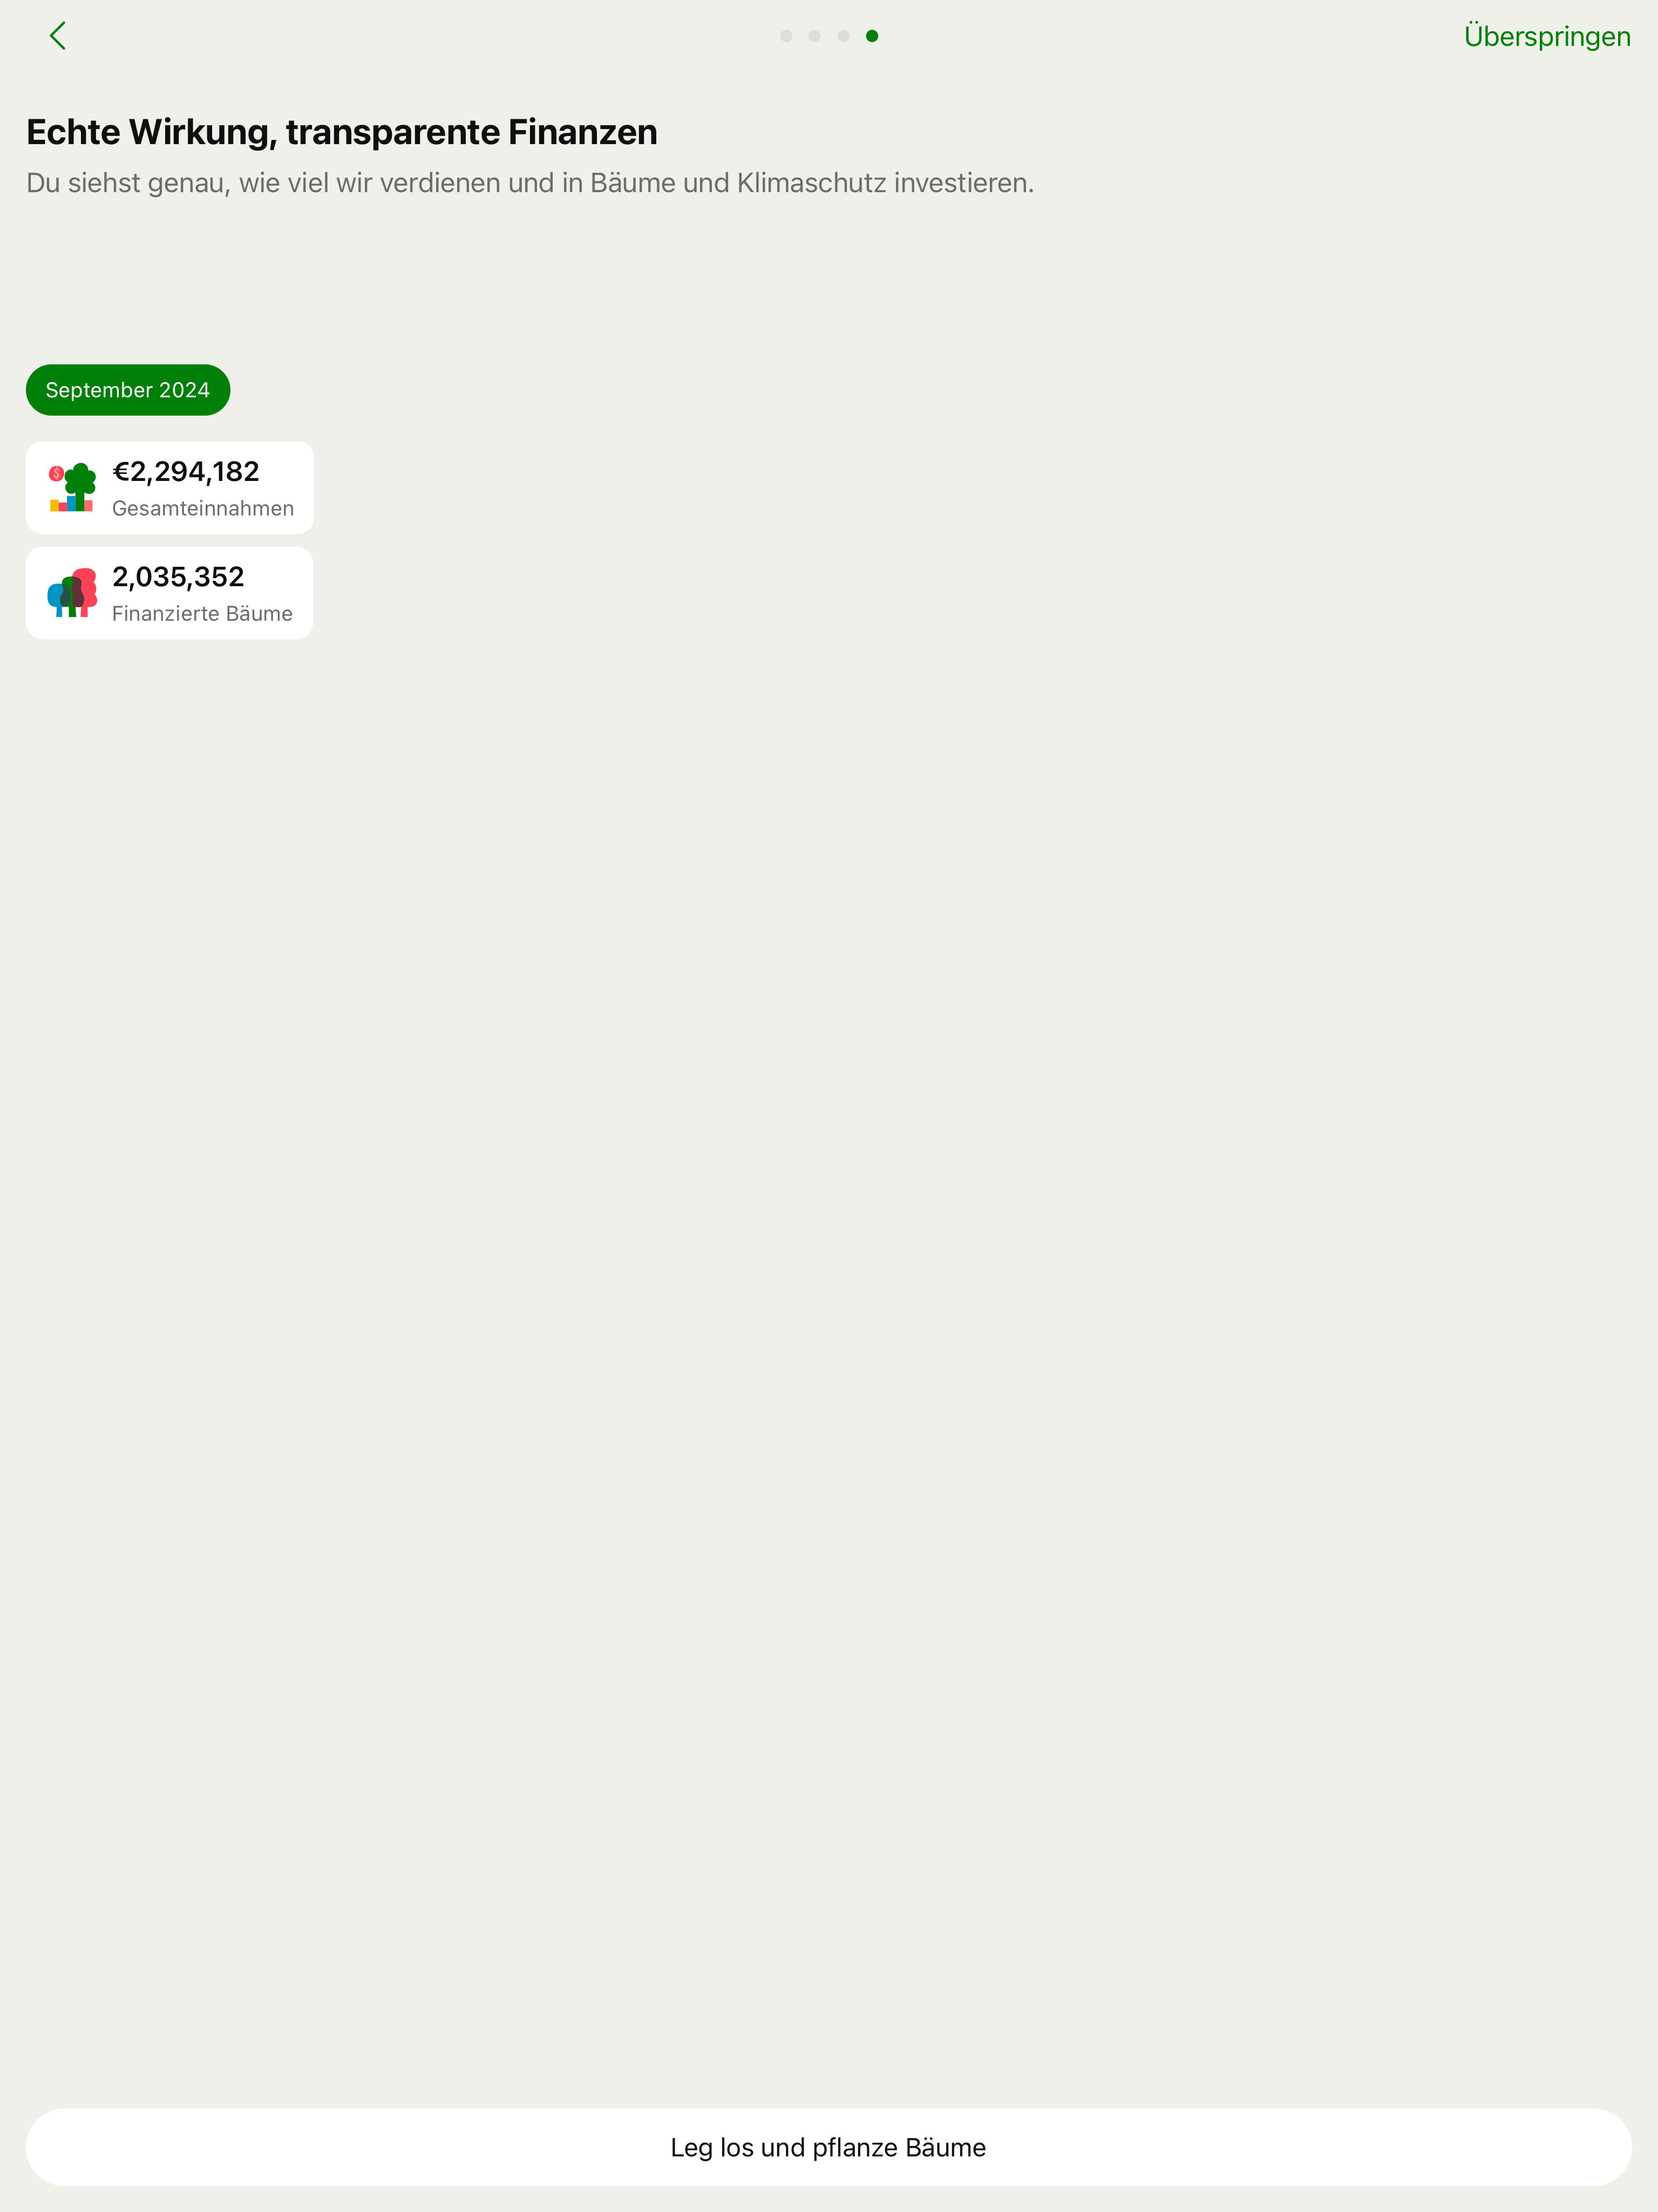 Überspringen
Echte Wirkung, transparente Finanzen
Du siehst genau, wie viel wir verdienen und in Bäume und Klimaschutz investieren.
September 2024
€2,294,182
Gesamteinnahmen
2,035,352
Finanzierte Bäume
Leg los und pflanze Bäume